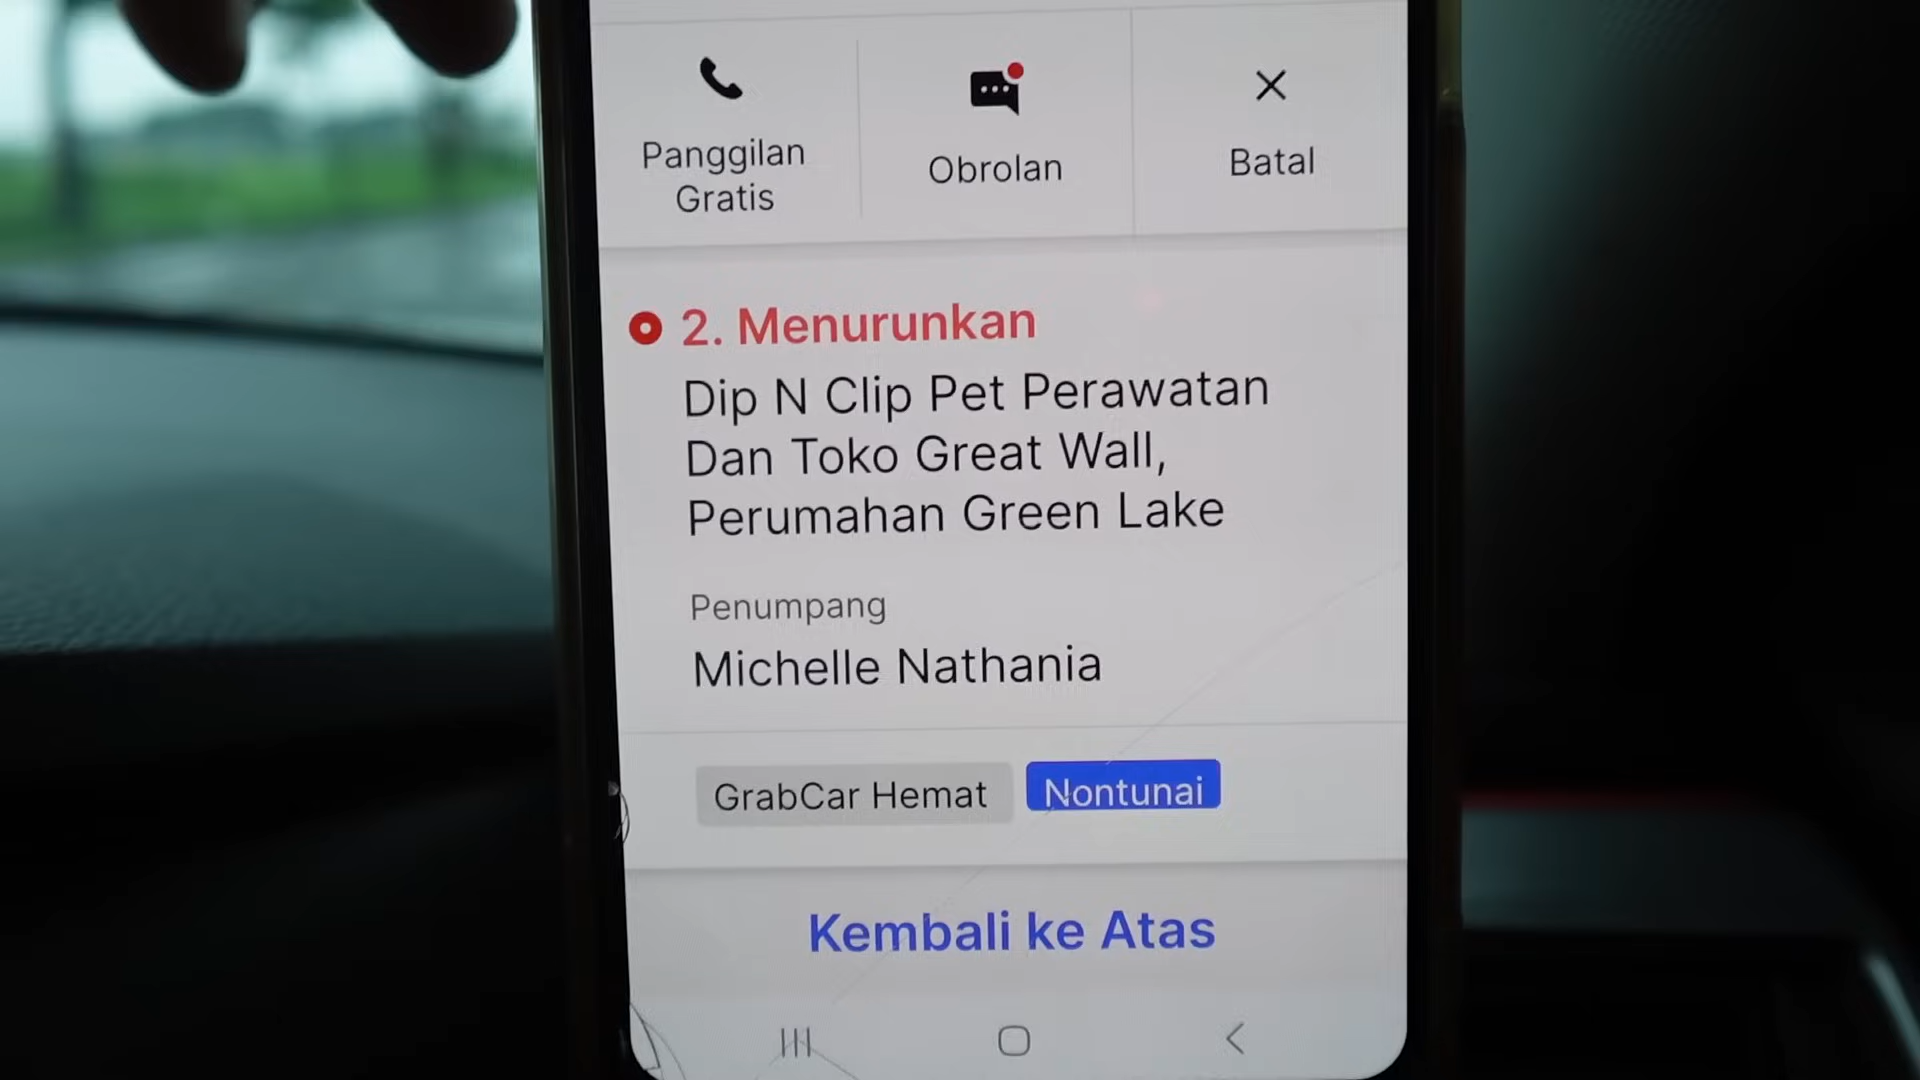 Panggilan
Gratis
Obrolan
Batal
2. Menurunkan
Dip N Clip Pet Perawatan
Dan Toko Great Wall,
Perumahan Green Lake
Penumpang
Michelle Nathania
GrabCar Hemat
Nontunai
Kembali ke Atas